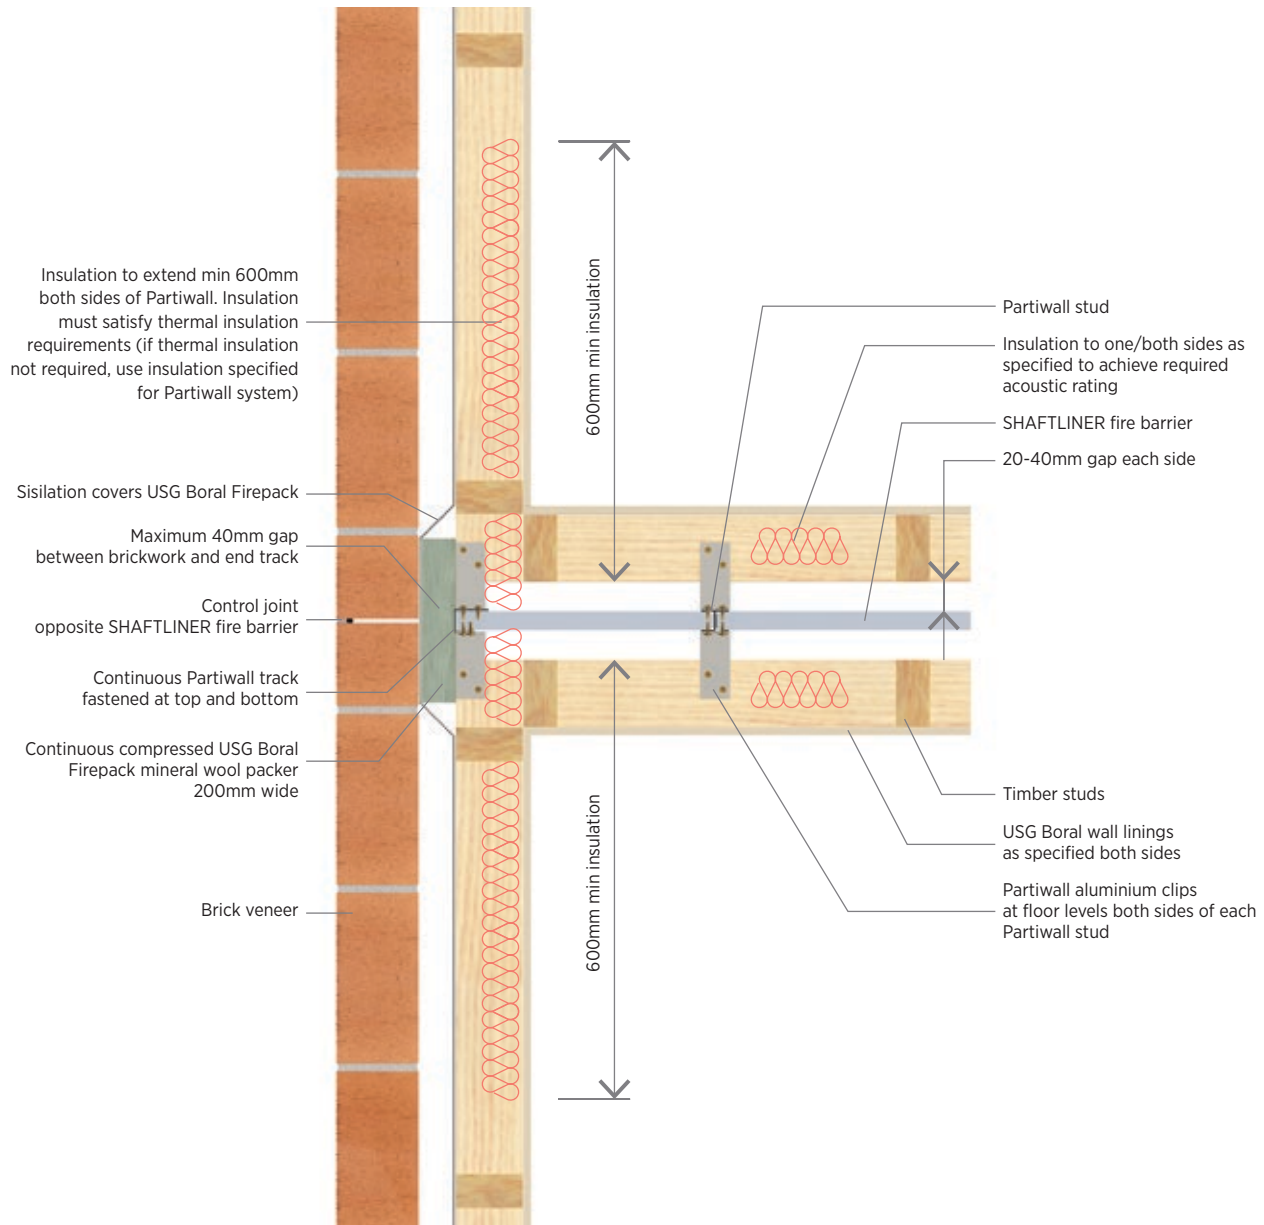 Insulation to extend min 600mm
both sides of Partiwall. Insulation
must satisfy thermal insulation
requirements (if thermal insulation
not required, use insulation specified
for Partiwall system)
Sisilation covers USG Boral Firepack
Maximum 40mm gap
between brickwork and end track
Control joint
opposite SHAFTLINER fire barrier
Continuous Partiwall track
fastened at top and bottom
Continuous compressed USG Boral
Firepack mineral wool packer
200mm wide
Brick veneer
600mm min insulation
600mm min insulation
Partiwall stud
Insulation to one/both sides as
specified to achieve required
acoustic rating
SHAFTLINER fire barrier
20-40mm gap each side
Timber studs
USG Boral wall linings
as specified both sides
Partiwall aluminium clips
at floor levels both sides of each
Partiwall stud